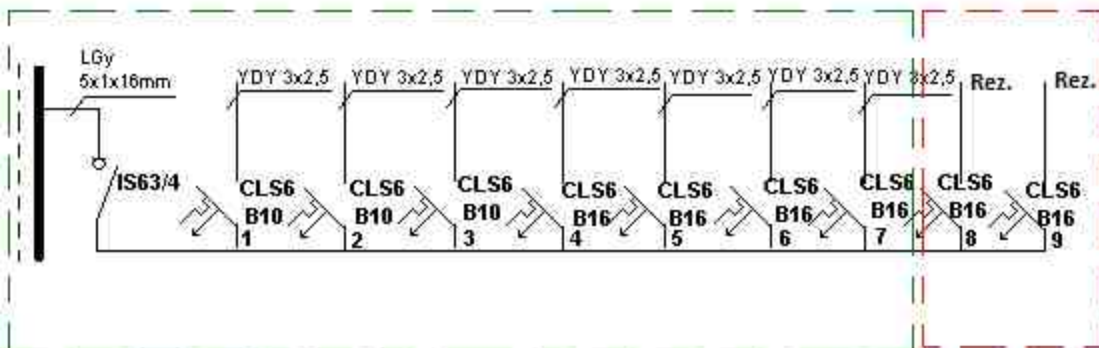 LGy
5x1x16mm
YDY 3x2,5 YDY 3x2,5 YDY 3x2,5 YDY 3x2,5 YDY 3x2,5 YDY 3x2,5 YDY 3x2,5 Rez. Rez.
IS63/4
CLS6 CLS6 CLS6 CLS6 CLS6 CLS6 CLS6 CLS6 CLS6
B10 B10 B10 B16 B16 B16 B16 B16 B16
1 2 3 4 5 6 7 8 9